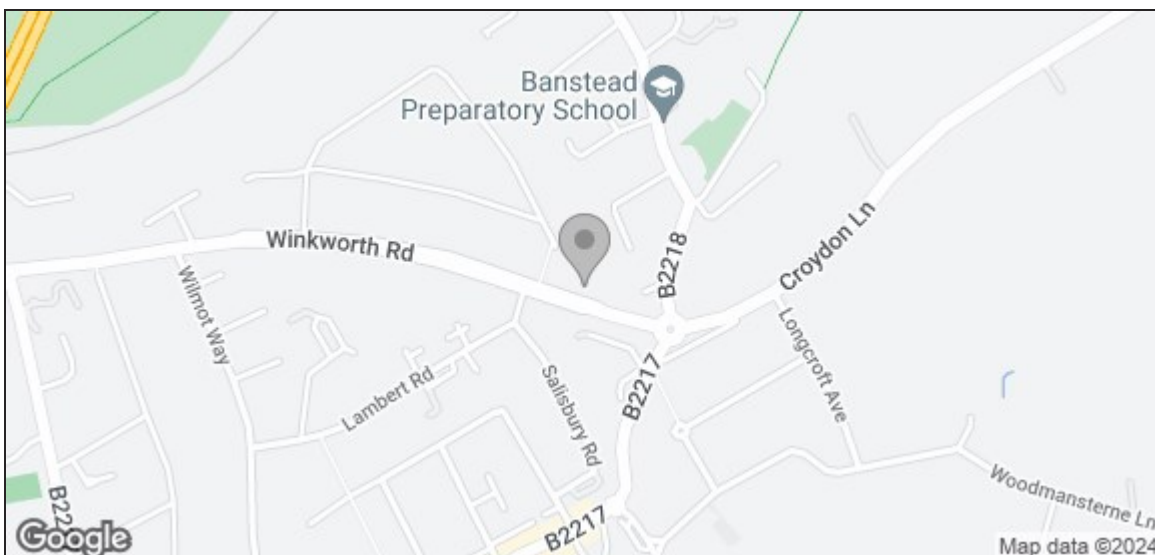 Banstead
Preparatory School
Winkworth Rd
B2218
Croydon Ln
Wilmot Way
Longcroft Ave
B2217
Lambert Rd
Salisbury Rd
Woodmansterne Ln
B2217
Google
Map data ©2024